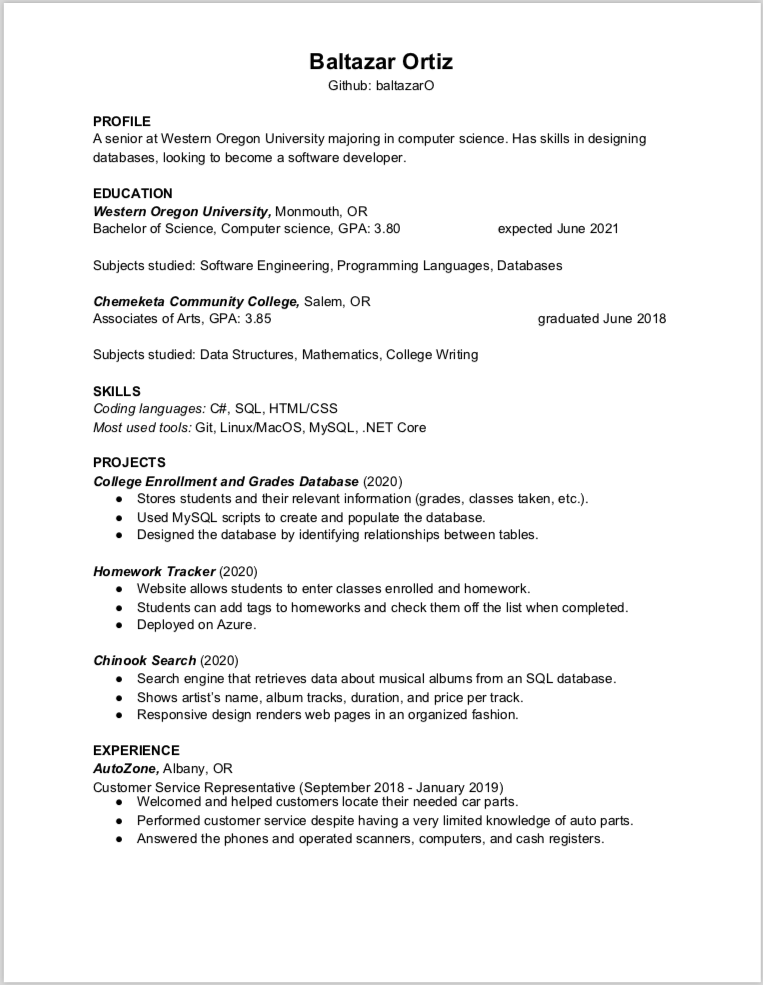 Baltazar Ortiz
Github: baltazarO
PROFILE
A senior at Western Oregon University majoring in computer science. Has skills in designing
databases, looking to become a software developer.
EDUCATION
Western Oregon University, Monmouth, OR
Bachelor of Science, Computer science, GPA: 3.80 expected June 2021
Subjects studied: Software Engineering, Programming Languages, Databases
Chemeketa Community College, Salem, OR
Associates of Arts, GPA: 3.85 graduated June 2018
Subjects studied: Data Structures, Mathematics, College Writing
SKILLS
Coding languages: C#, SQL, HTML/CSS
Most used tools: Git, Linux/MacOS, MySQL, .NET Core
PROJECTS
College Enrollment and Grades Database (2020)
● Stores students and their relevant information (grades, classes taken, etc.).
● Used MySQL scripts to create and populate the database.
● Designed the database by identifying relationships between tables.
Homework Tracker (2020)
● Website allows students to enter classes enrolled and homework.
● Students can add tags to homeworks and check them off the list when completed.
● Deployed on Azure.
Chinook Search (2020)
● Search engine that retrieves data about musical albums from an SQL database.
● Shows artist’s name, album tracks, duration, and price per track.
● Responsive design renders web pages in an organized fashion.
EXPERIENCE
AutoZone, Albany, OR
Customer Service Representative (September 2018 - January 2019)
● Welcomed and helped customers locate their needed car parts.
● Performed customer service despite having a very limited knowledge of auto parts.
● Answered the phones and operated scanners, computers, and cash registers.